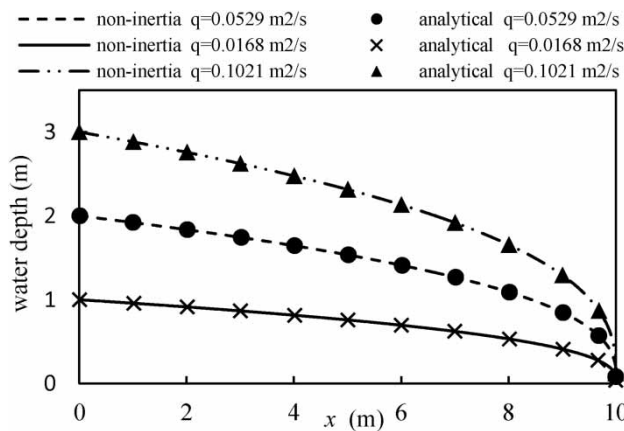 non-inertia q=0.0529 m2/s analytical q=0.0529 m2/s
non-inertia q=0.0168 m2/s analytical q=0.0168 m2/s
non-inertia q=0.1021 m2/s analytical q=0.1021 m2/s
3
2
1
0
water depth (m)
0 2 4 6 8 10
x (m)